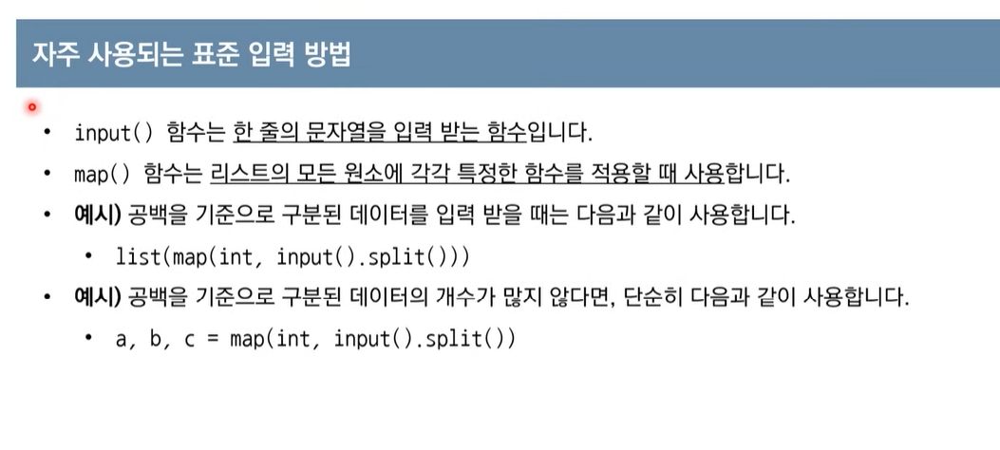 자주 사용되는 표준 입력 방법
• input() 함수는 한 줄의 문자열을 입력 받는 함수입니다.
• map() 함수는 리스트의 모든 원소에 각각 특정한 함수를 적용할 때 사용합니다.
• 예시) 공백을 기준으로 구분된 데이터를 입력 받을 때는 다음과 같이 사용합니다.
• list(map(int, input().split()))
• 예시) 공백을 기준으로 구분된 데이터의 개수가 많지 않다면, 단순히 다음과 같이 사용합니다.
• a, b, c = map(int, input().split())